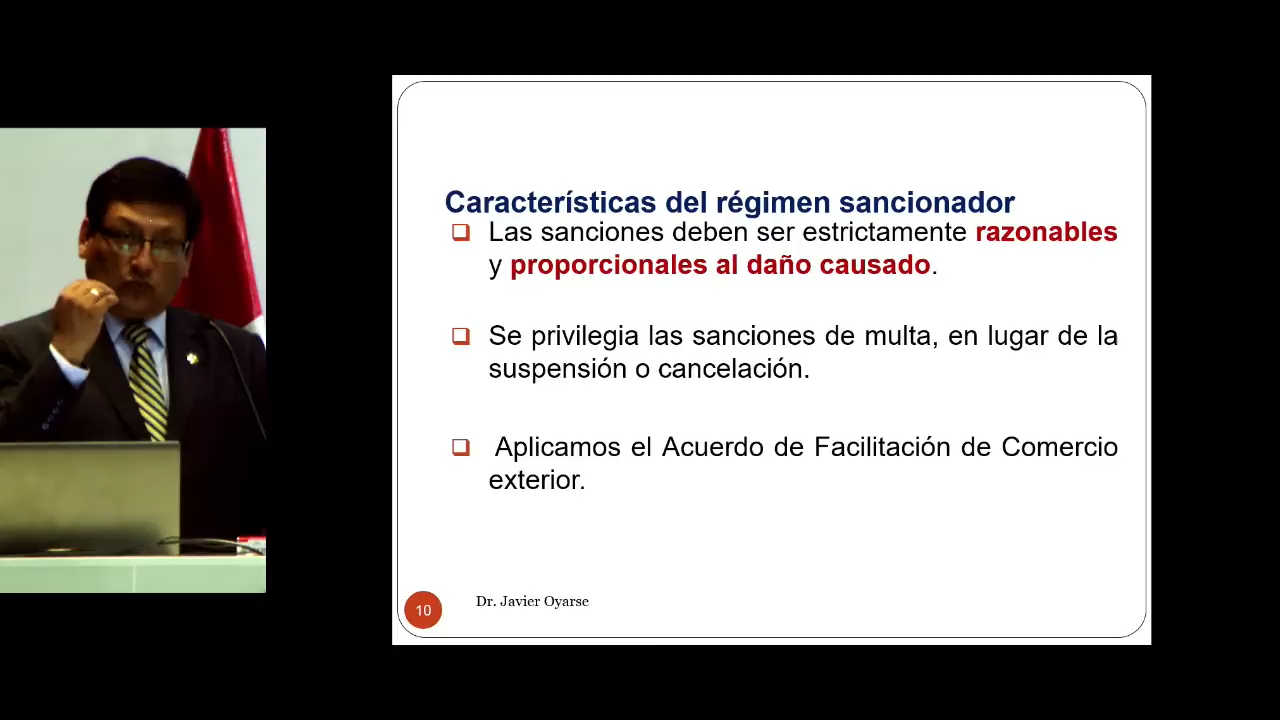 Características del régimen sancionador
❑ Las sanciones deben ser estrictamente razonables
y proporcionales al daño causado.
❑ Se privilegia las sanciones de multa, en lugar de la
suspensión o cancelación.
❑ Aplicamos el Acuerdo de Facilitación de Comercio
exterior.
10
Dr. Javier Oyarse